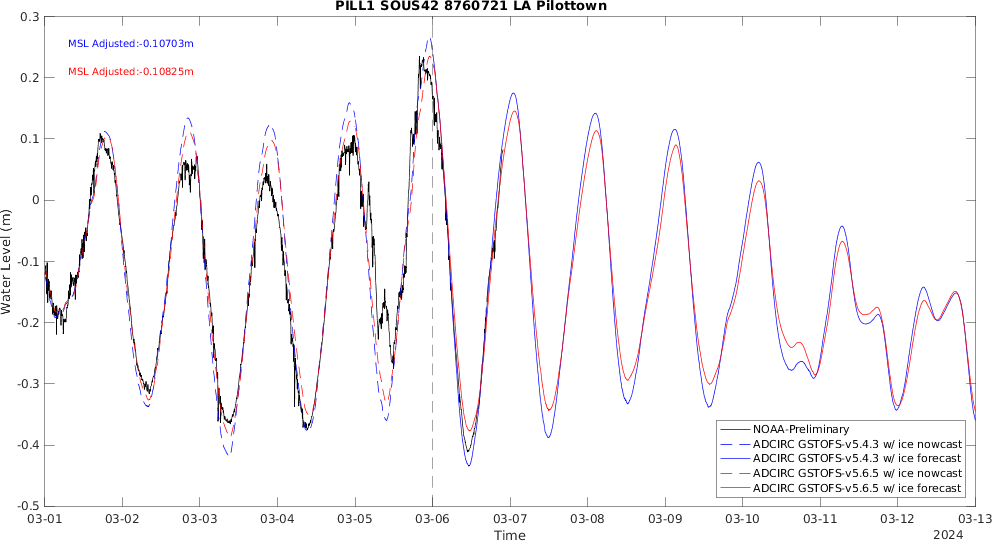 PILL1 SOUS42 8760721 LA Pilottown
MSL Adjusted:-0.10703m
MSL Adjusted:-0.10825m
0.3
0.2
0.1
0
-0.1
-0.2
-0.3
-0.4
-0.5
Water Level (m)
NOAA-Preliminary
ADCIRC GSTOFS-v5.4.3 w/ ice nowcast
ADCIRC GSTOFS-v5.4.3 w/ ice forecast
ADCIRC GSTOFS-v5.6.5 w/ ice nowcast
ADCIRC GSTOFS-v5.6.5 w/ ice forecast
03-01 03-02 03-03 03-04 03-05 03-06 03-07 03-08 03-09 03-10 03-11 03-12 03-13
Time
2024